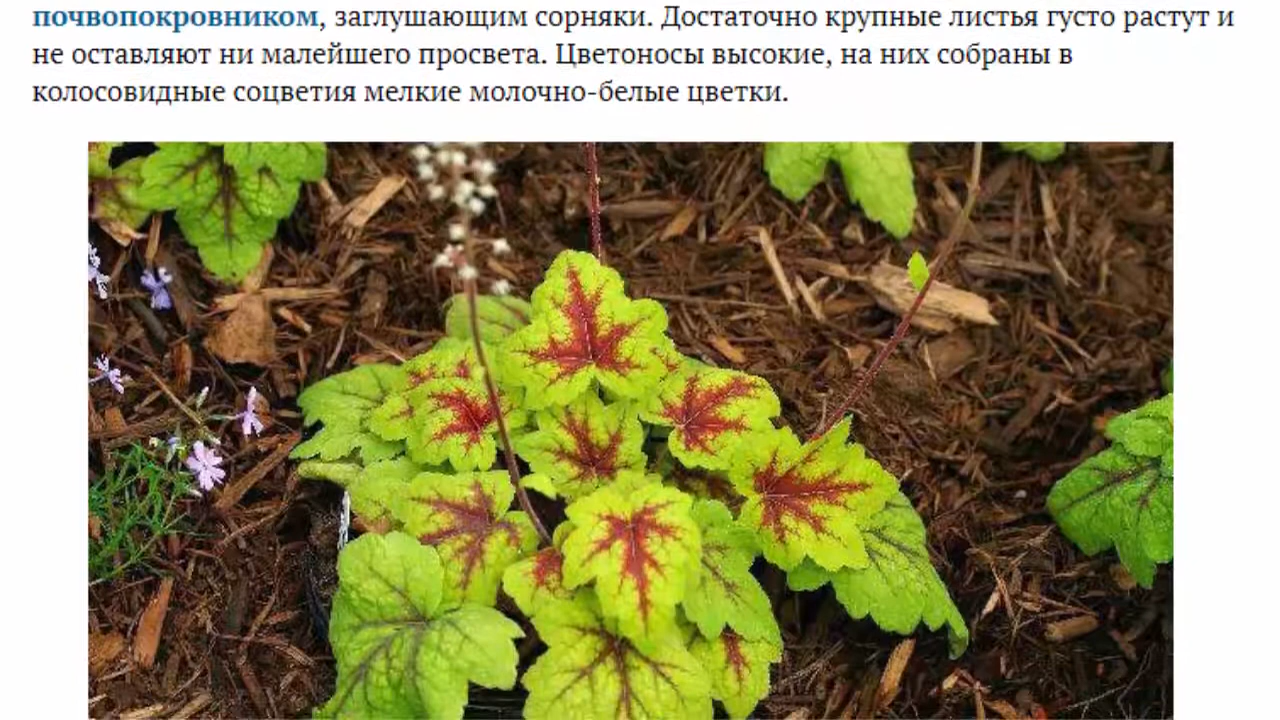 почвопокровником, заглушающим сорняки. Достаточно крупные листья густо растут и
не оставляют ни малейшего просвета. Цветоносы высокие, на них собраны в
колосовидные соцветия мелкие молочно-белые цветки.